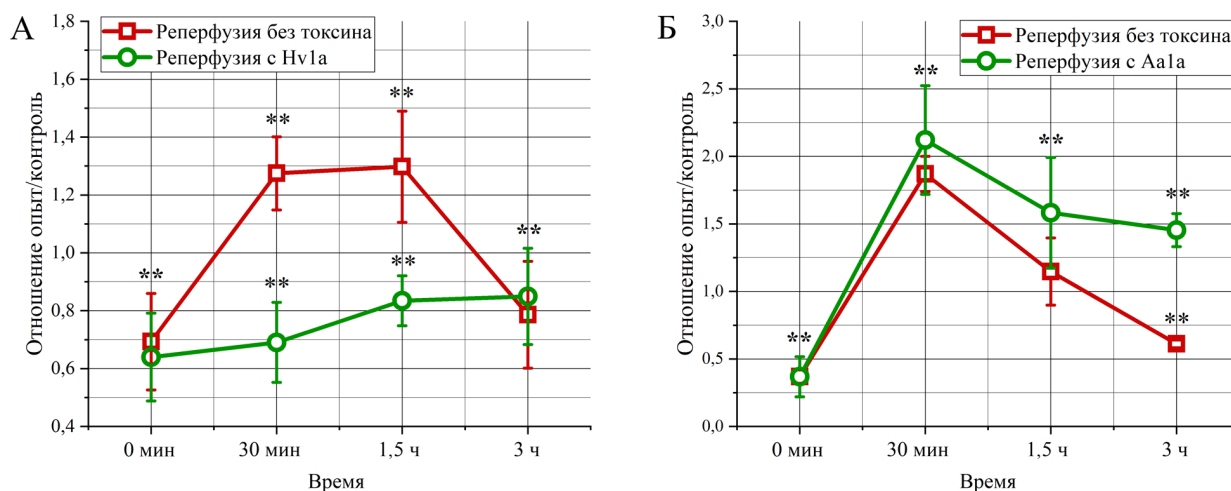 А
Реперфузия без токсина
Реперфузия с Hv1a
Отношение опыт/контроль
1,8
1,6
1,4
1,2
1,0
0,8
0,6
0,4
**
**
**
**
**
**
0 мин
30 мин
1,5 ч
3 ч
Время
Б
Реперфузия без токсина
Реперфузия с Aa1a
Отношение опыт/контроль
3,0
2,5
2,0
1,5
1,0
0,5
0,0
**
**
**
**
**
0 мин
30 мин
1,5 ч
3 ч
Время